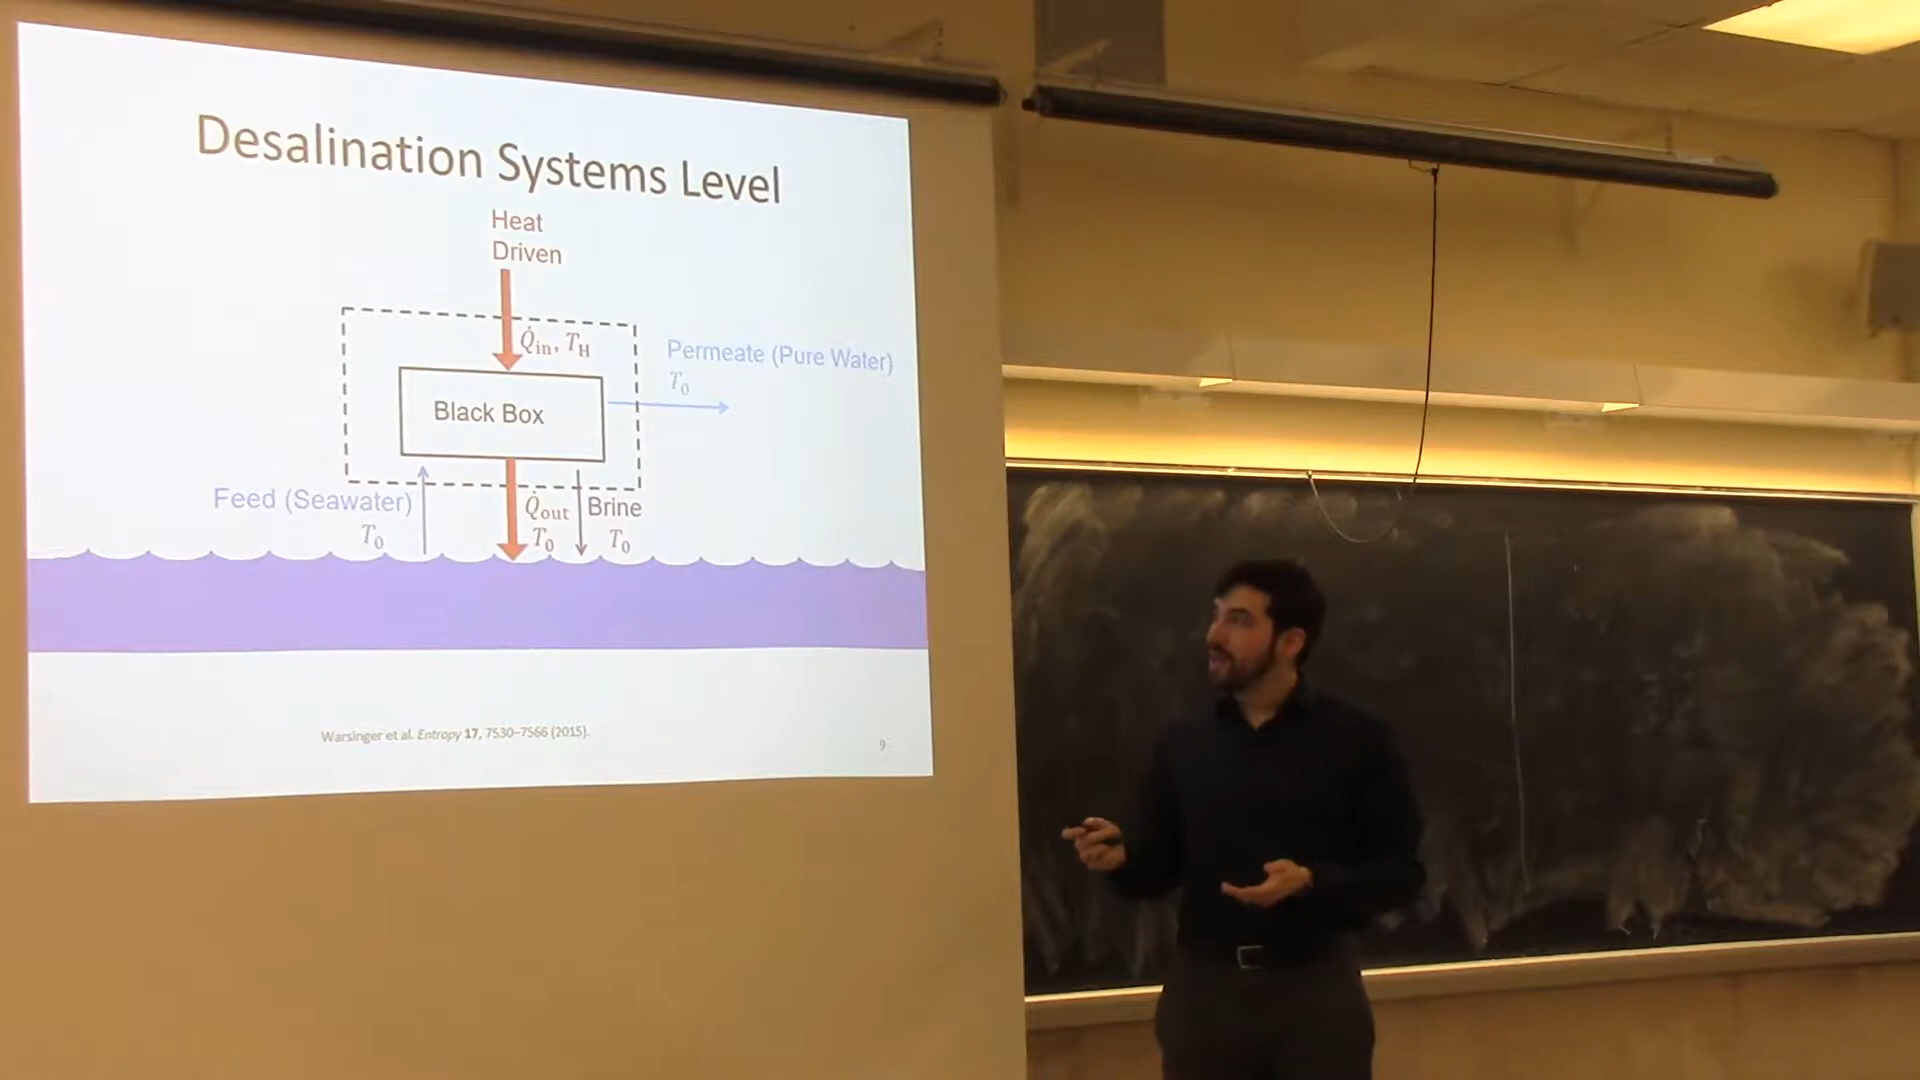 Desalination Systems Level
Heat
Driven
Q̇in, TH
Permeate (Pure Water)
T0
Black Box
Feed (Seawater)
T0
Q̇out
T0
Brine
T0
Warsinger et al. Entropy 17, 7530–7566 (2015).
9